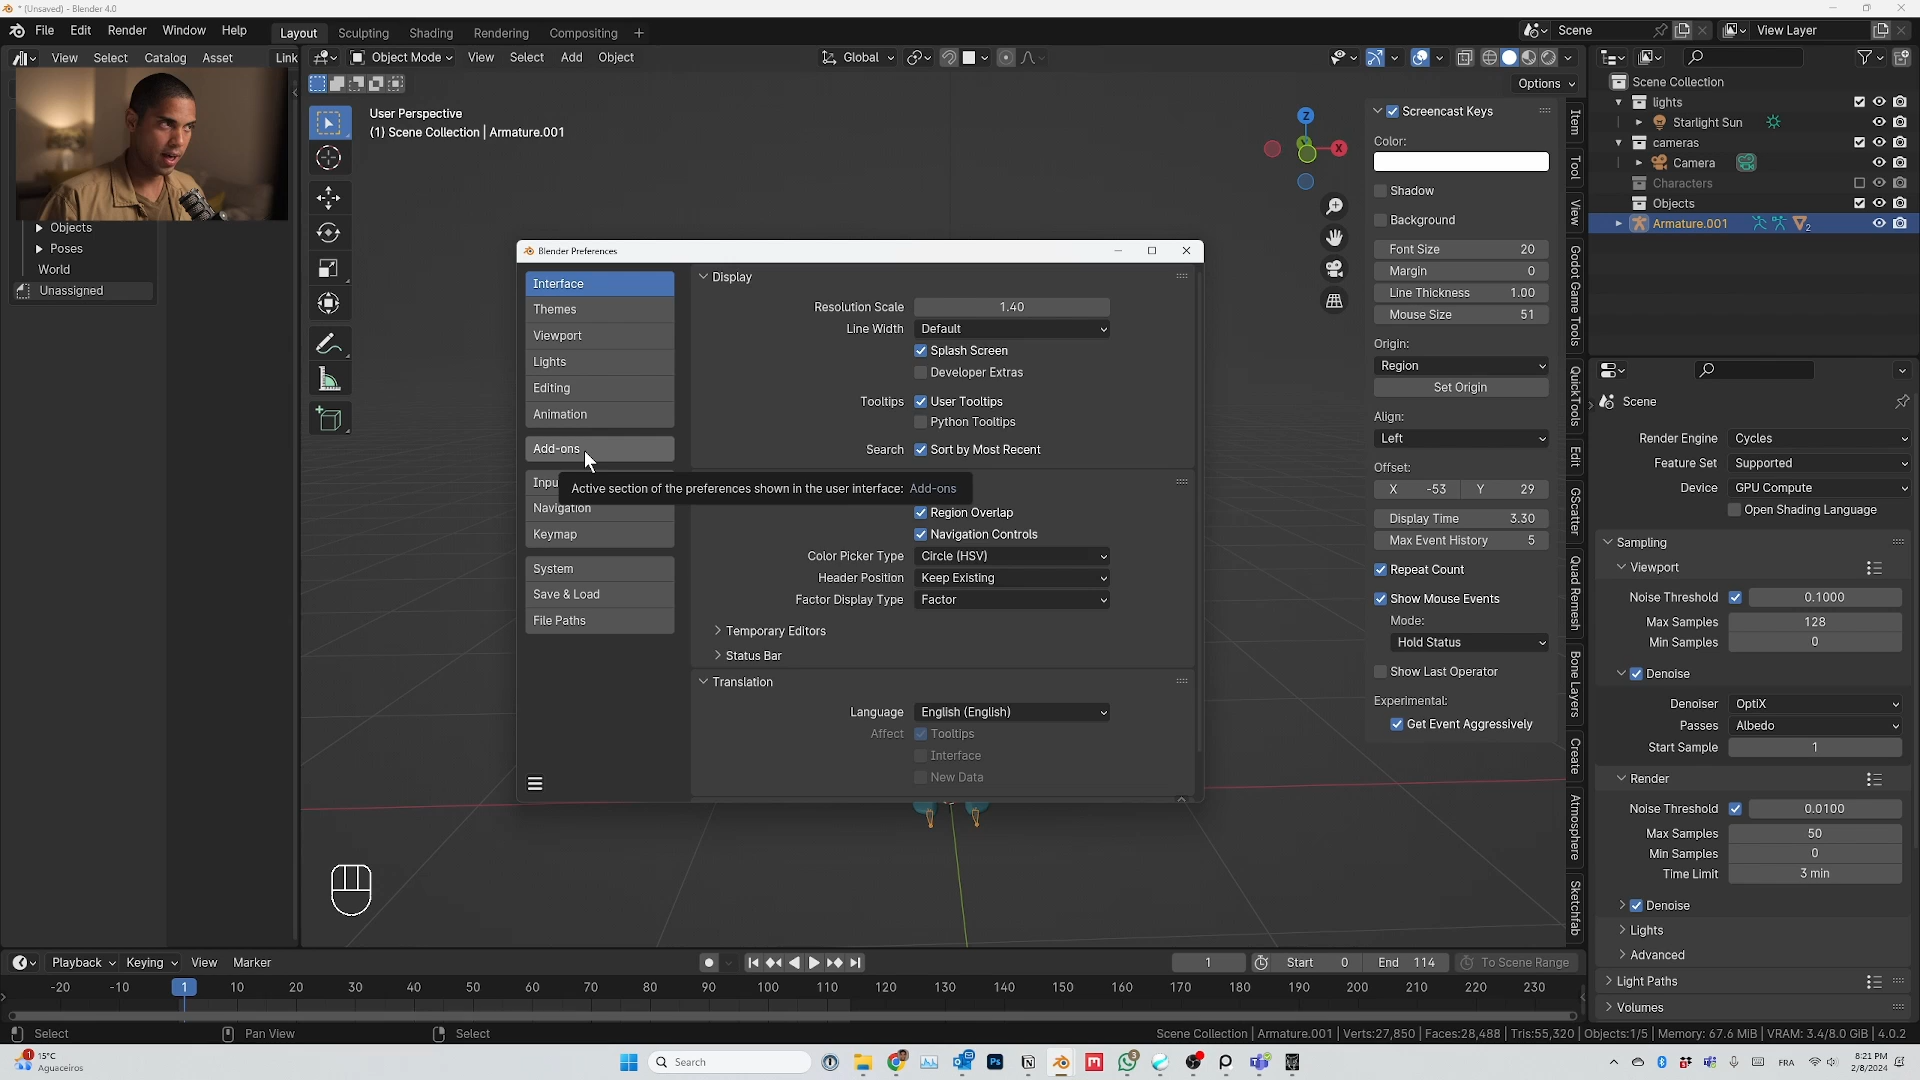 * (Unsaved) - Blender 4.0
File Edit Render Window Help Layout Sculpting Shading Rendering Compositing + Scene View Layer
View Select Catalog Asset Link Object Mode View Select Add Object Global
Options
User Perspective
(1) Scene Collection | Armature.001
Objects
Poses
World
Unassigned
Z
X
Blender Preferences
Interface
Themes
Viewport
Lights
Editing
Animation
Add-ons
Inpu
Navigation
Keymap
System
Save & Load
File Paths
Display
Resolution Scale 1.40
Line Width Default
Splash Screen
Developer Extras
Tooltips User Tooltips
Python Tooltips
Search Sort by Most Recent
Active section of the preferences shown in the user interface: Add-ons
Region Overlap
Navigation Controls
Color Picker Type Circle (HSV)
Header Position Keep Existing
Factor Display Type Factor
Temporary Editors
Status Bar
Translation
Language English (English)
Affect Tooltips
Interface
New Data
Screencast Keys
Color:
Shadow
Background
Font Size 20
Margin 0
Line Thickness 1.00
Mouse Size 51
Origin:
Region
Set Origin
Align:
Left
Offset:
X -53 Y 29
Display Time 3.30
Max Event History 5
Repeat Count
Show Mouse Events
Mode:
Hold Status
Show Last Operator
Experimental:
Get Event Aggressively
Item
Tool
View
Godot Game Tools
QuickTools
Edit
GScatter
Quad Remesh
Bone Layers
Create
Atmosphere
Sketchfab
Scene Collection
lights
Starlight Sun
cameras
Camera
Characters
Objects
Armature.001 2
Scene
Render Engine Cycles
Feature Set Supported
Device GPU Compute
Open Shading Language
Sampling
Viewport
Noise Threshold 0.1000
Max Samples 128
Min Samples 0
Denoise
Denoiser OptiX
Passes Albedo
Start Sample 1
Render
Noise Threshold 0.0100
Max Samples 50
Min Samples 0
Time Limit 3 min
Denoise
Lights
Advanced
Light Paths
Volumes
Playback Keying View Marker 1 Start 0 End 114 To Scene Range
-20 -10 1 10 20 30 40 50 60 70 80 90 100 110 120 130 140 150 160 170 180 190 200 210 220 230
Select Pan View Select Scene Collection | Armature.001 | Verts:27,850 | Faces:28,488 | Tris:55,320 | Objects:1/5 | Memory: 67.6 MiB | VRAM: 3.4/8.0 GiB | 4.0.2
1 15°C
Aguaceiros
Search
Ps
3
FRA
8:21 PM
2/8/2024